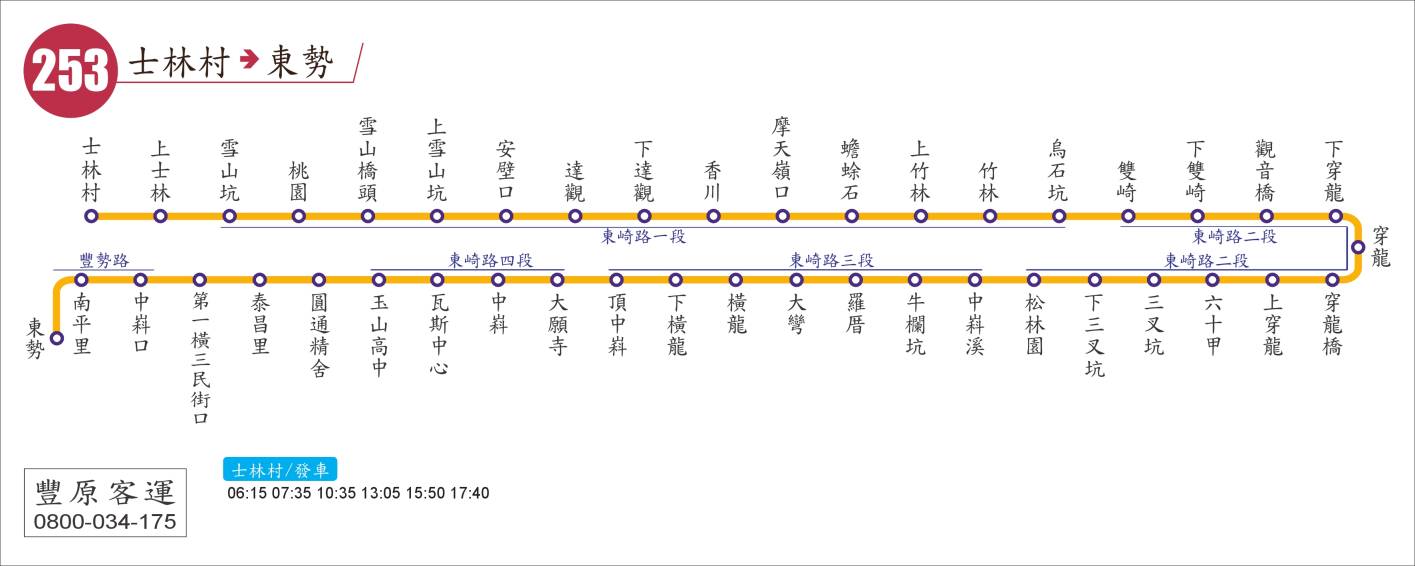 253
士林村➔東勢
士林村
上士林
雪山坑
桃園
雪山橋頭
上雪山坑
安壁口
達觀
下達觀
香川
摩天嶺口
蟾蜍石
上竹林
竹林
烏石坑
雙崎
下雙崎
觀音橋
下穿龍
東崎路一段
東崎路二段
穿龍
豐勢路
東崎路四段
東崎路三段
東崎路二段
東勢
南平里
中嵙口
第一橫三民街口
泰昌里
圓通精舍
玉山高中
瓦斯中心
中嵙
大願寺
頂中嵙
下橫龍
橫龍
大彎
羅厝
牛欄坑
中嵙溪
松林園
下三叉坑
三叉坑
六十甲
上穿龍
穿龍橋
士林村/發車
06:15 07:35 10:35 13:05 15:50 17:40
豐原客運
0800-034-175